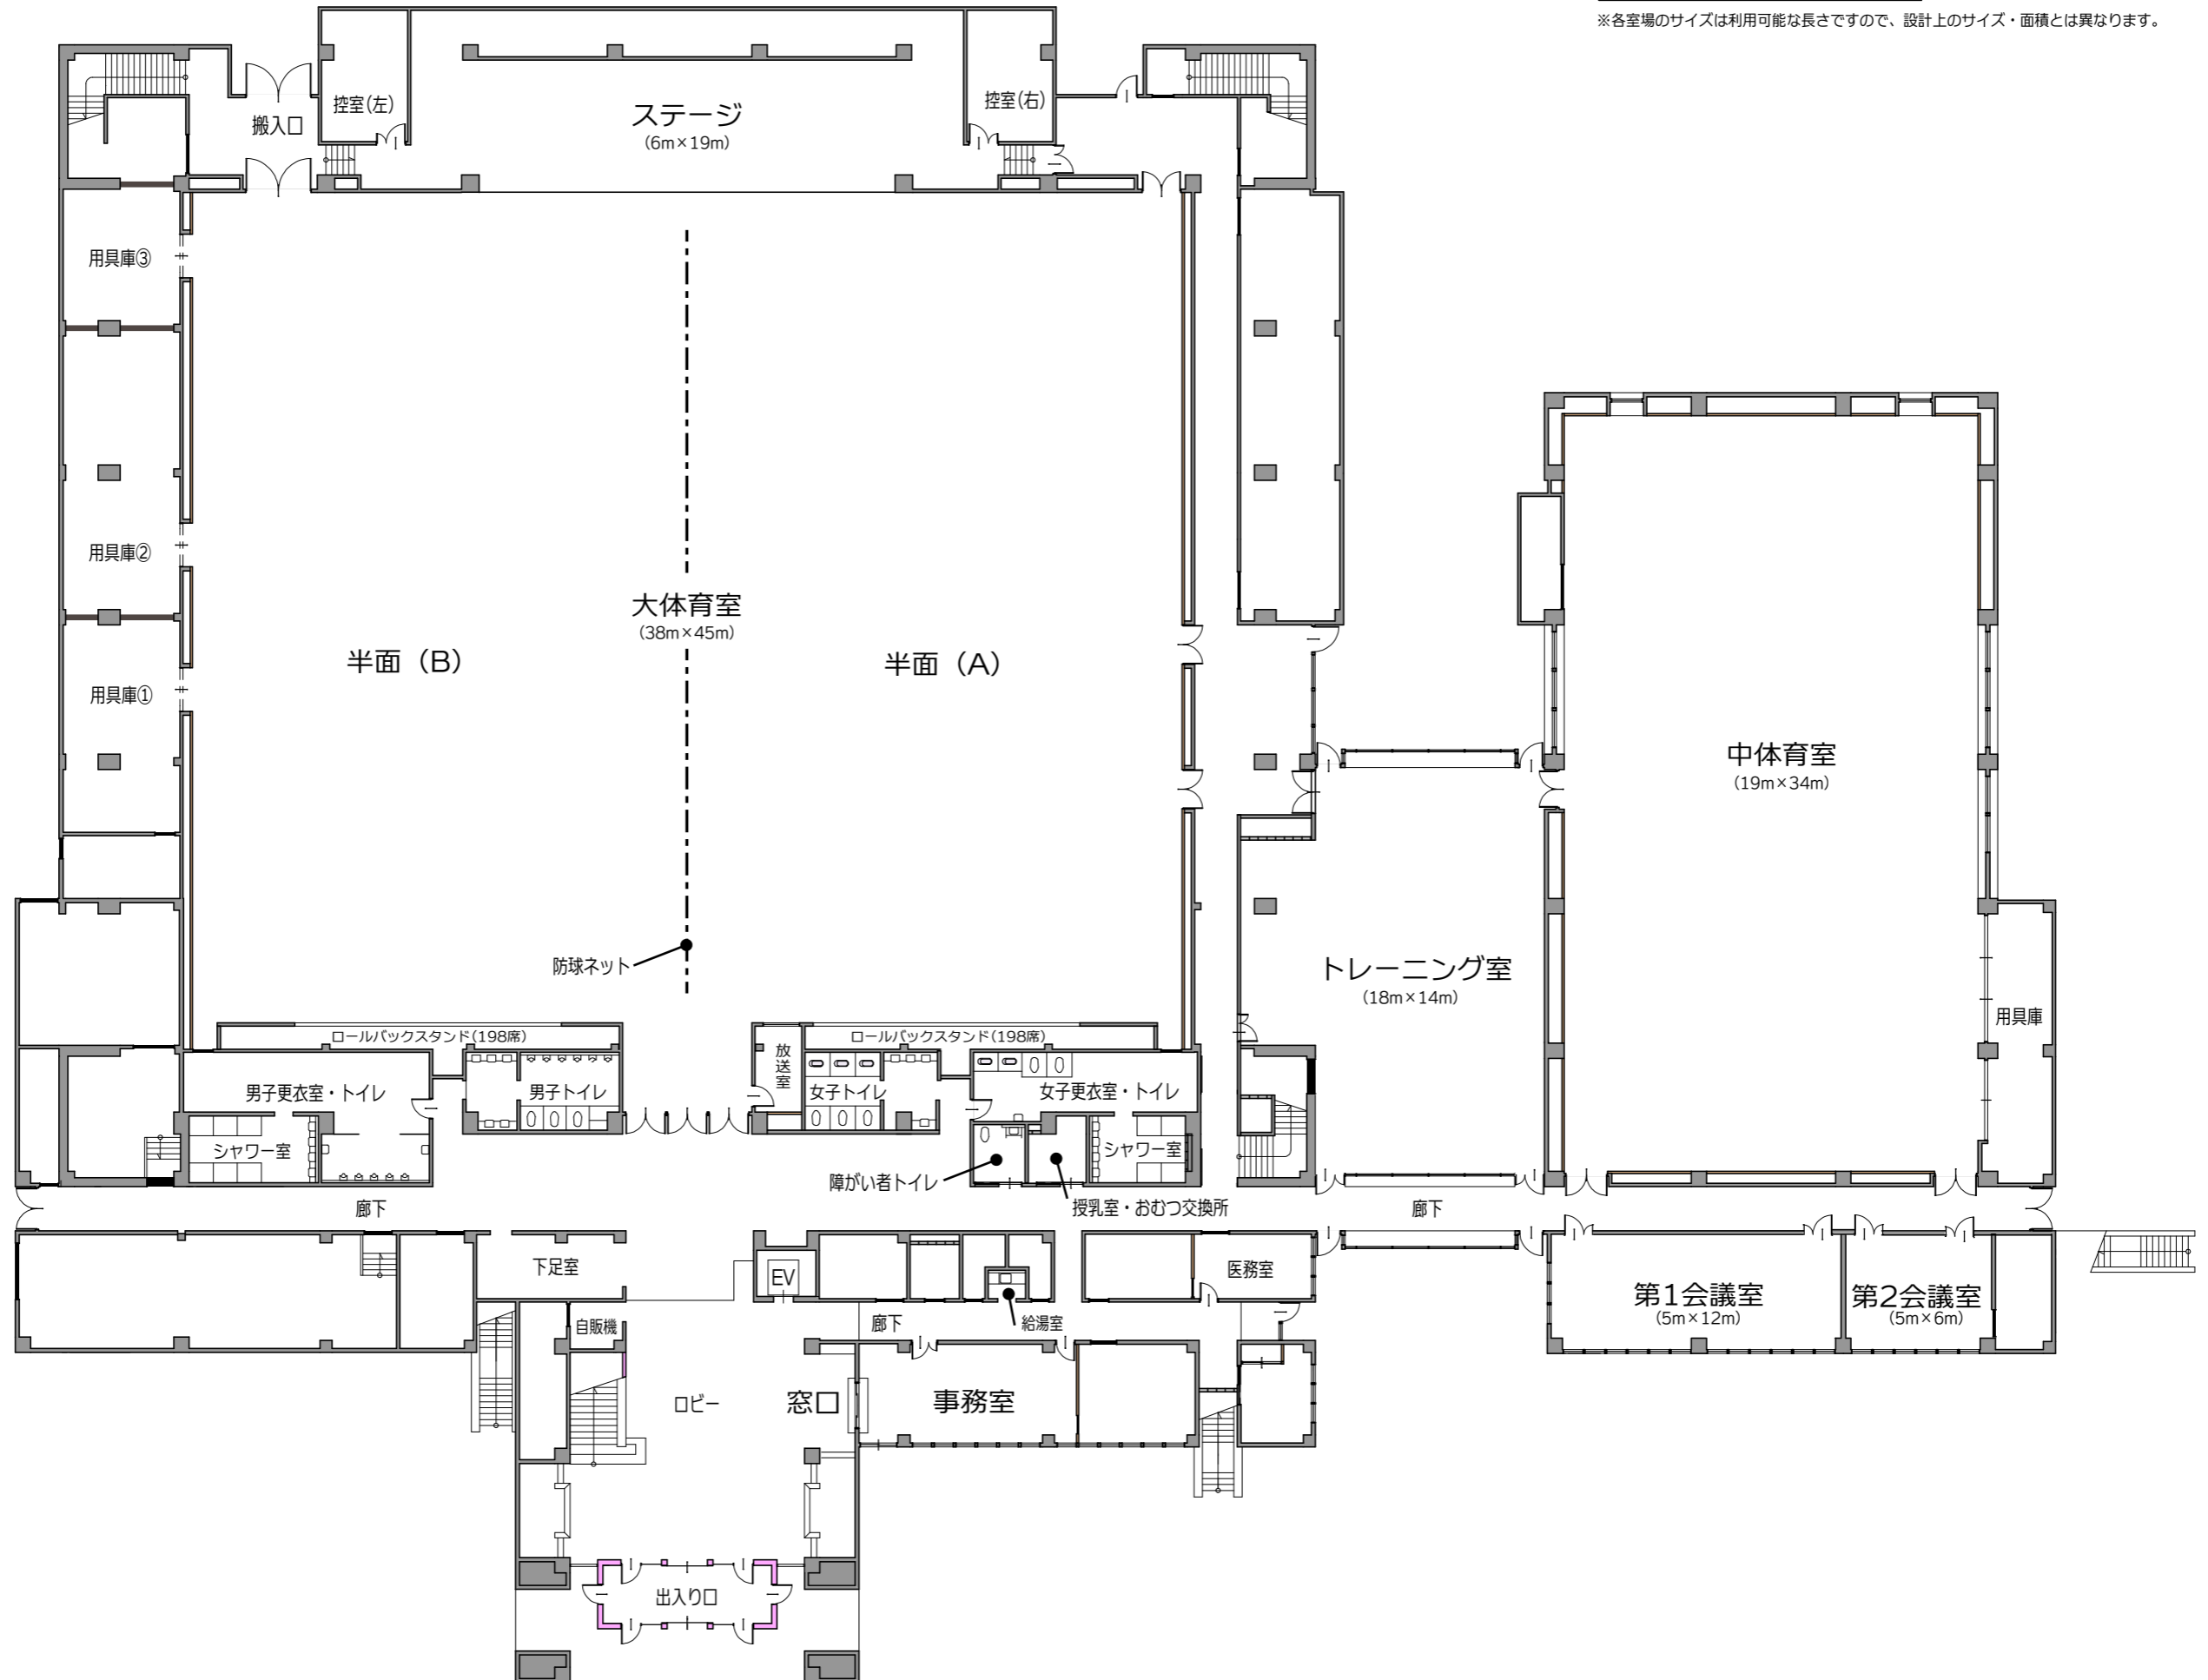 ※各室場のサイズは利用可能な長さですので、設計上のサイズ・面積とは異なります。
控室(左)
ステージ
(6m×19m)
控室(右)
搬入口
用具庫③
用具庫②
大体育室
(38m×45m)
半面（B）
半面（A）
用具庫①
中体育室
(19m×34m)
防球ネット
トレーニング室
(18m×14m)
用具庫
ロールバックスタンド(198席)
ロールバックスタンド(198席)
放送室
男子更衣室・トイレ
男子トイレ
女子トイレ
女子更衣室・トイレ
シャワー室
シャワー室
障がい者トイレ
授乳室・おむつ交換所
廊下
廊下
下足室
EV
医務室
第1会議室
(5m×12m)
第2会議室
(5m×6m)
自販機
廊下
給湯室
ロビー
窓口
事務室
出入り口